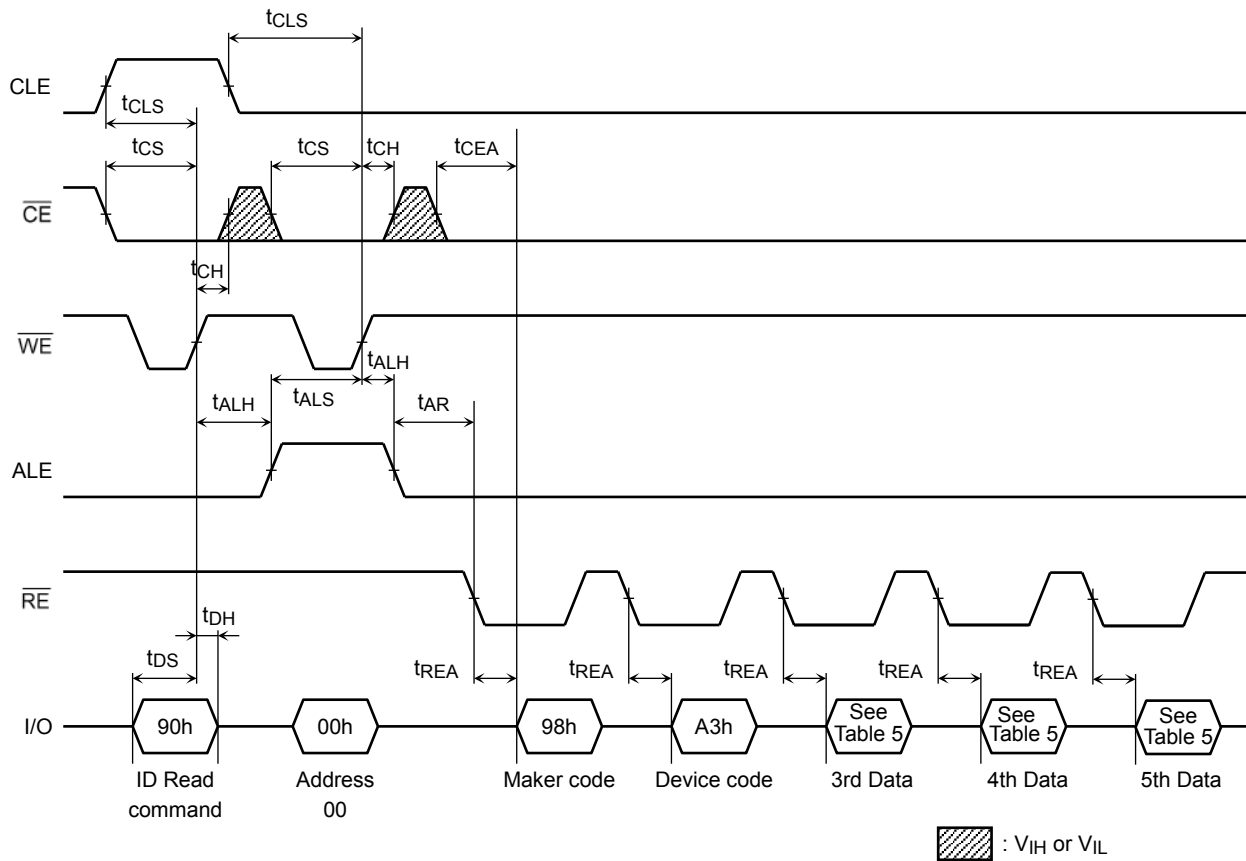 tCLS
CLE
tCLS
tCS tCS tCH tCEA
CE
tCH
WE
tALH
tALH tALS tAR
ALE
RE
tDH
tDS tREA tREA tREA tREA tREA
I/O 90h 00h 98h A3h See Table 5 See Table 5 See Table 5
ID Read command
Address 00
Maker code
Device code
3rd Data
4th Data
5th Data
: VIH or VIL